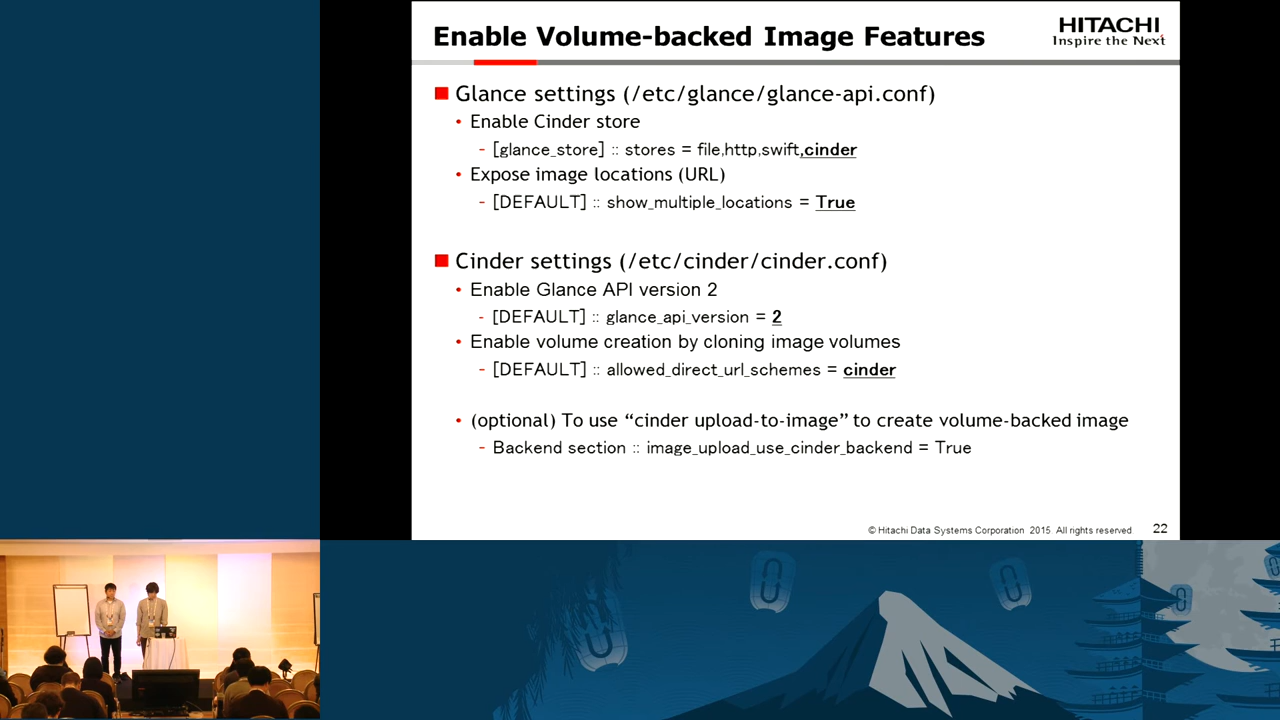 Enable Volume-backed Image Features
HITACHI
Inspire the Next
Glance settings (/etc/glance/glance-api.conf)
• Enable Cinder store
- [glance_store] :: stores = file,http,swift,cinder
• Expose image locations (URL)
- [DEFAULT] :: show_multiple_locations = True
Cinder settings (/etc/cinder/cinder.conf)
• Enable Glance API version 2
- [DEFAULT] :: glance_api_version = 2
• Enable volume creation by cloning image volumes
- [DEFAULT] :: allowed_direct_url_schemes = cinder
• (optional) To use “cinder upload-to-image” to create volume-backed image
- Backend section :: image_upload_use_cinder_backend = True
© Hitachi Data Systems Corporation 2015. All rights reserved.
22